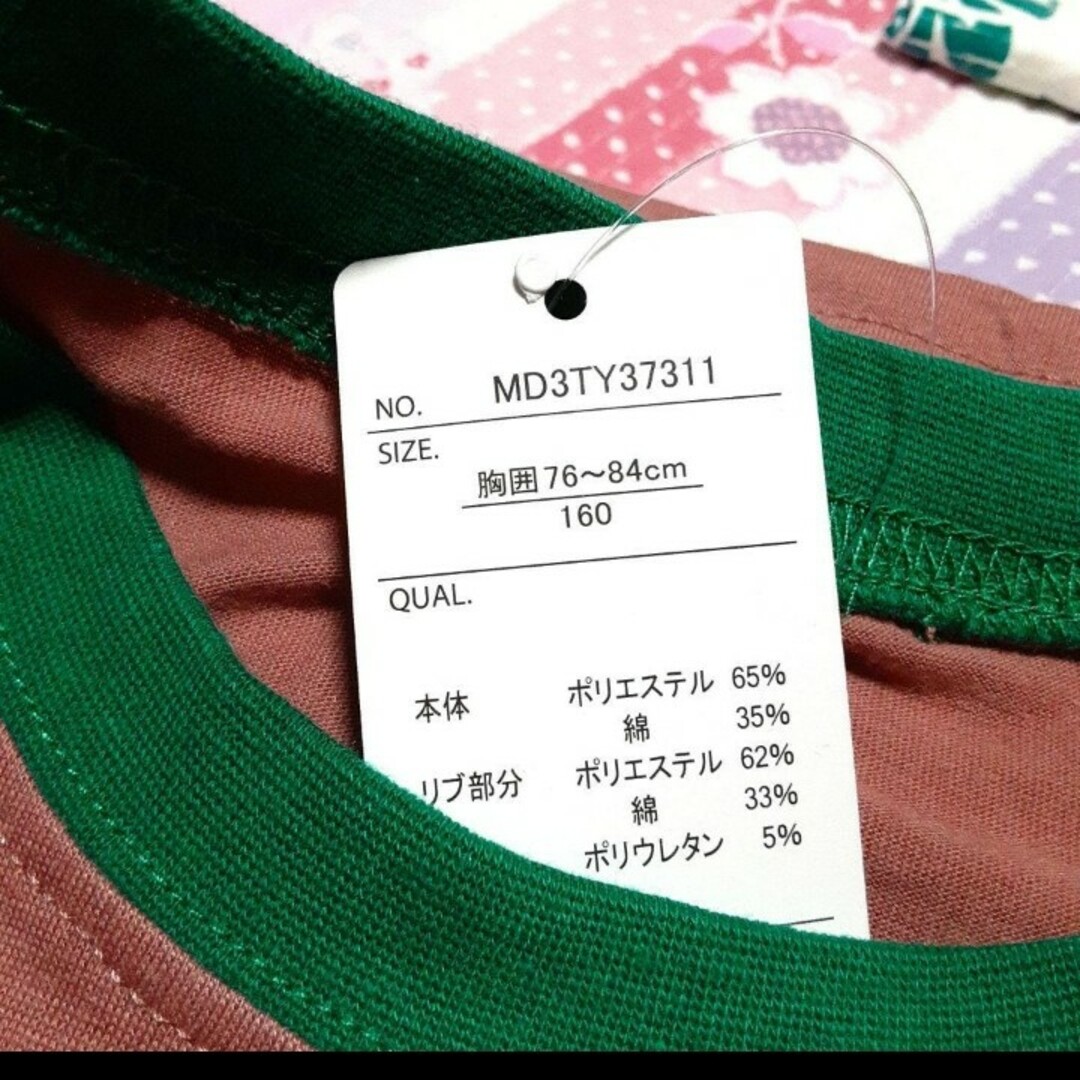 NO. MD3TY37311
SIZE.
胸囲76～84cm
160
QUAL.
本体 ポリエステル 65%
綿 35%
リブ部分 ポリエステル 62%
綿 33%
ポリウレタン 5%